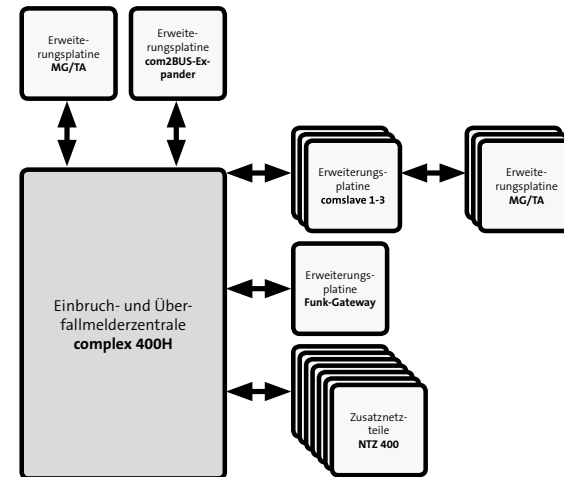 Erweite-
rungsplatine
MG/TA
Erweite-
rungsplatine
com2BUS-Ex-
pander
Erweiterungs-
platine
comslave 1-3
Erweite-
rungsplatine
MG/TA
Erweiterungs-
platine
Funk-Gateway
Einbruch- und Über-
fallmelderzentrale
complex 400H
Zusatznetz-
teile
NTZ 400